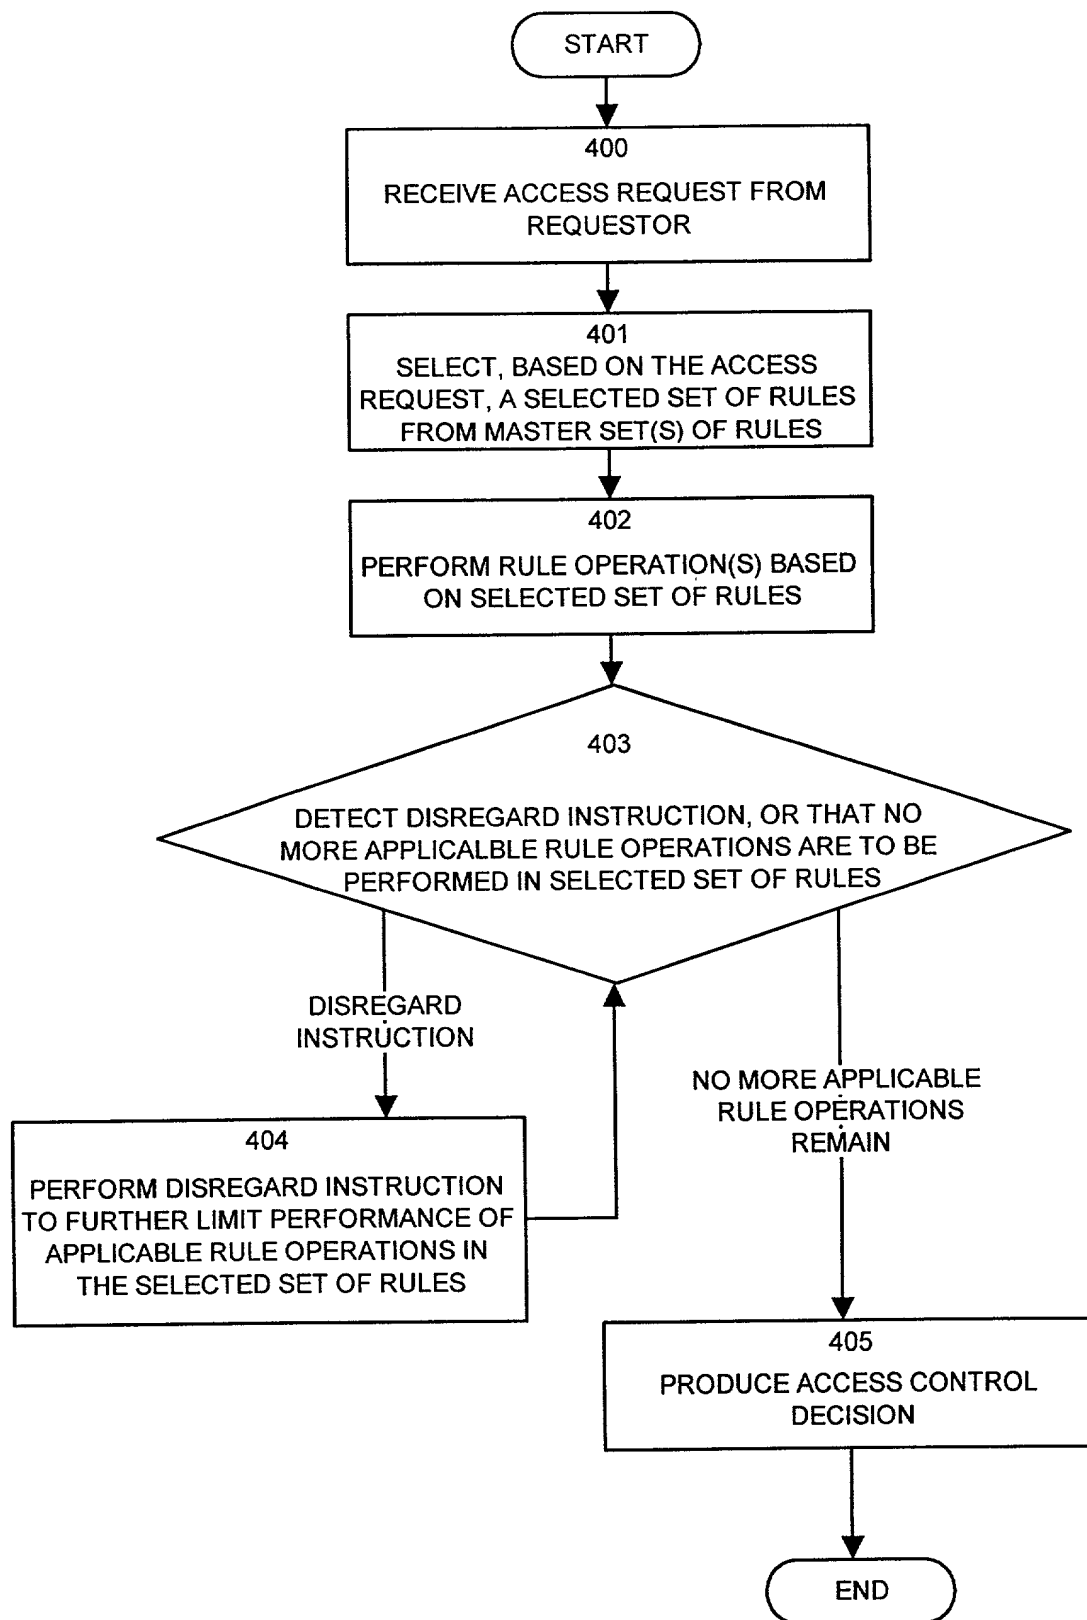 START
400
RECEIVE ACCESS REQUEST FROM
REQUESTOR
401
SELECT, BASED ON THE ACCESS
REQUEST, A SELECTED SET OF RULES
FROM MASTER SET(S) OF RULES
402
PERFORM RULE OPERATION(S) BASED
ON SELECTED SET OF RULES
403
DETECT DISREGARD INSTRUCTION, OR THAT NO
MORE APPLICALBLE RULE OPERATIONS ARE TO BE
PERFORMED IN SELECTED SET OF RULES
DISREGARD
INSTRUCTION
NO MORE APPLICABLE
RULE OPERATIONS
REMAIN
404
PERFORM DISREGARD INSTRUCTION
TO FURTHER LIMIT PERFORMANCE OF
APPLICABLE RULE OPERATIONS IN
THE SELECTED SET OF RULES
405
PRODUCE ACCESS CONTROL
DECISION
END